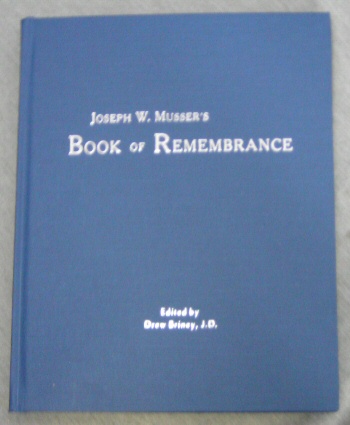 Joseph W. Musser's
Book of Remembrance
Edited by
Drew Briney, J.D.